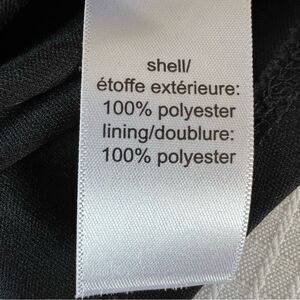 shell/
étoffe extérieure:
100% polyester
lining/doublure:
100% polyester